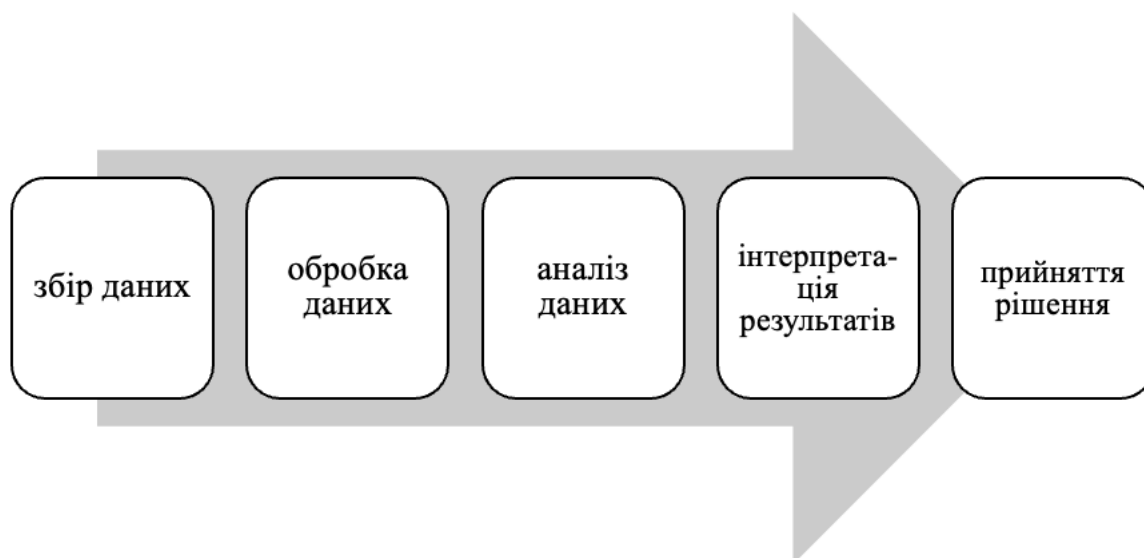 збір даних
обробка
даних
аналіз
даних
інтерпрета-
ція
результатів
прийняття
рішення